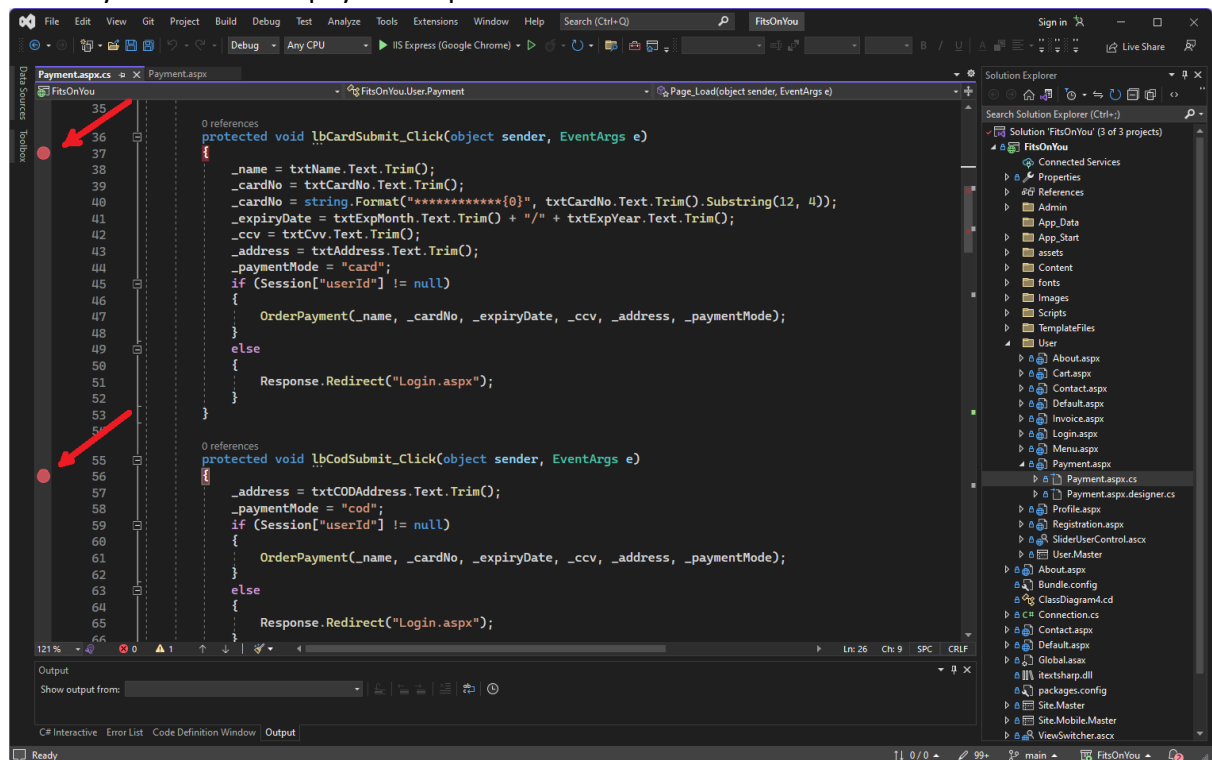 File Edit View Git Project Build Debug Test Analyze Tools Extensions Window Help Search (Ctrl+Q) FitsOnYou Sign in
Debug Any CPU IIS Express (Google Chrome) B I U A Live Share
Data Sources
Toolbox
Payment.aspx.cs Payment.aspx
FitsOnYou FitsOnYou.User.Payment Page_Load(object sender, EventArgs e)
35
0 references
36 protected void lbCardSubmit_Click(object sender, EventArgs e)
37 {
38 _name = txtName.Text.Trim();
39 _cardNo = txtCardNo.Text.Trim();
40 _cardNo = string.Format("************{0}", txtCardNo.Text.Trim().Substring(12, 4));
41 _expiryDate = txtExpMonth.Text.Trim() + "/" + txtExpYear.Text.Trim();
42 _ccv = txtCvv.Text.Trim();
43 _address = txtAddress.Text.Trim();
44 _paymentMode = "card";
45 if (Session["userId"] != null)
46 {
47 OrderPayment(_name, _cardNo, _expiryDate, _ccv, _address, _paymentMode);
48 }
49 else
50 {
51 Response.Redirect("Login.aspx");
52 }
53 }
0 references
55 protected void lbCodSubmit_Click(object sender, EventArgs e)
56 {
57 _address = txtCODAddress.Text.Trim();
58 _paymentMode = "cod";
59 if (Session["userId"] != null)
60 {
61 OrderPayment(_name, _cardNo, _expiryDate, _ccv, _address, _paymentMode);
62 }
63 else
64 {
65 Response.Redirect("Login.aspx");
66 }
121 % 0 1 Ln: 26 Ch: 9 SPC CRLF
Output
Show output from:
C# Interactive Error List Code Definition Window Output
Solution Explorer
Search Solution Explorer (Ctrl+;)
Solution 'FitsOnYou' (3 of 3 projects)
FitsOnYou
Connected Services
Properties
References
Admin
App_Data
App_Start
assets
Content
fonts
Images
Scripts
TemplateFiles
User
About.aspx
Cart.aspx
Contact.aspx
Default.aspx
Invoice.aspx
Login.aspx
Menu.aspx
Payment.aspx
Payment.aspx.cs
Payment.aspx.designer.cs
Profile.aspx
Registration.aspx
SliderUserControl.ascx
User.Master
About.aspx
Bundle.config
ClassDiagram4.cd
C# Connection.cs
Contact.aspx
Default.aspx
Global.asax
itextsharp.dll
packages.config
Site.Master
Site.Mobile.Master
ViewSwitcher.ascx
Ready 0 / 0 99+ main FitsOnYou